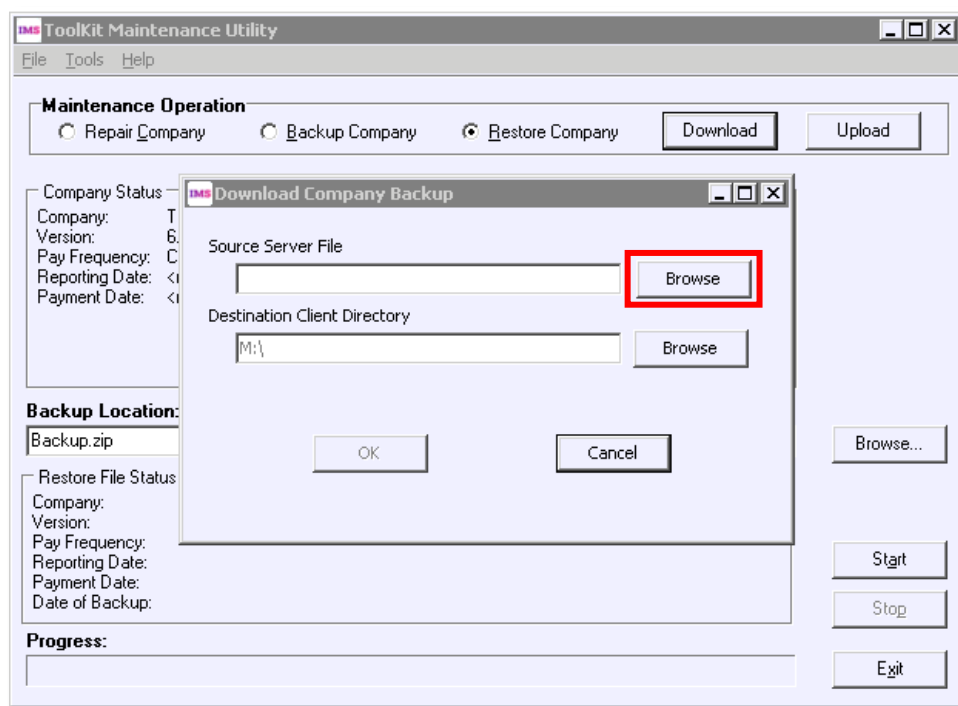 IMS ToolKit Maintenance Utility
File Tools Help
Maintenance Operation
Repair Company Backup Company Restore Company Download Upload
Company Status
Company: T
Version: 6.
Pay Frequency: C
Reporting Date: <
Payment Date: <
IMS Download Company Backup
Source Server File
Browse
Destination Client Directory
M:\ Browse
OK Cancel
Backup Location:
Backup.zip Browse...
Restore File Status
Company:
Version:
Pay Frequency:
Reporting Date:
Payment Date:
Date of Backup:
Start
Stop
Progress:
Exit